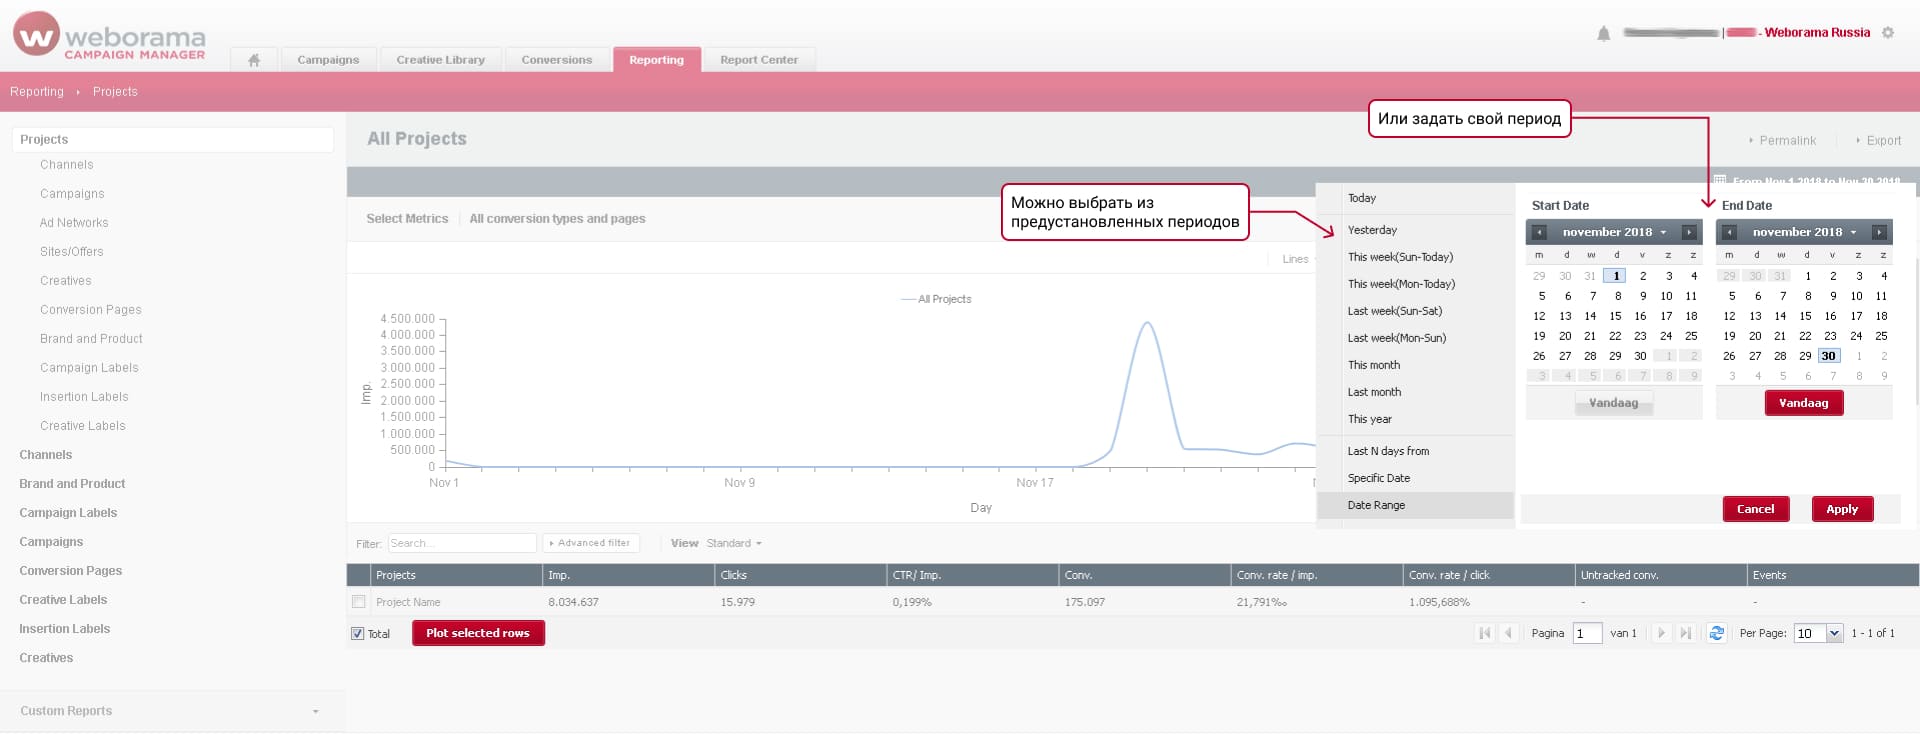 weborama
CAMPAIGN MANAGER
Campaigns
Creative Library
Conversions
Reporting
Report Center
- Weborama Russia
Reporting
Projects
Projects
Channels
Campaigns
Ad Networks
Sites/Offers
Creatives
Conversion Pages
Brand and Product
Campaign Labels
Insertion Labels
Creative Labels
Channels
Brand and Product
Campaign Labels
Campaigns
Conversion Pages
Creative Labels
Insertion Labels
Creatives
Custom Reports
All Projects
Или задать свой период
Permalink
Export
From Nov 1 2018 to Nov 30 2018
Select Metrics
All conversion types and pages
Можно выбрать из
предустановленных периодов
Lines
All Projects
4.500.000
4.000.000
3.500.000
3.000.000
2.500.000
2.000.000
1.500.000
1.000.000
500.000
0
Imp.
Nov 1
Nov 9
Nov 17
Day
Today
Yesterday
This week(Sun-Today)
This week(Mon-Today)
Last week(Sun-Sat)
Last week(Mon-Sun)
This month
Last month
This year
Last N days from
Specific Date
Date Range
Start Date
november 2018
m d w d v z z
29 30 31 1 2 3 4
5 6 7 8 9 10 11
12 13 14 15 16 17 18
19 20 21 22 23 24 25
26 27 28 29 30 1 2
3 4 5 6 7 8 9
Vandaag
End Date
november 2018
m d w d v z z
29 30 31 1 2 3 4
5 6 7 8 9 10 11
12 13 14 15 16 17 18
19 20 21 22 23 24 25
26 27 28 29 30 1 2
3 4 5 6 7 8 9
Vandaag
Cancel
Apply
Filter: Search...
Advanced filter
View Standard
Projects Imp. Clicks CTR/ Imp. Conv. Conv. rate / imp. Conv. rate / click Untracked conv. Events
Project Name 8.034.637 15.979 0,199% 175.097 21,791‰ 1.095,688% - -
Total
Plot selected rows
Pagina 1 van 1
Per Page: 10
1 - 1 of 1